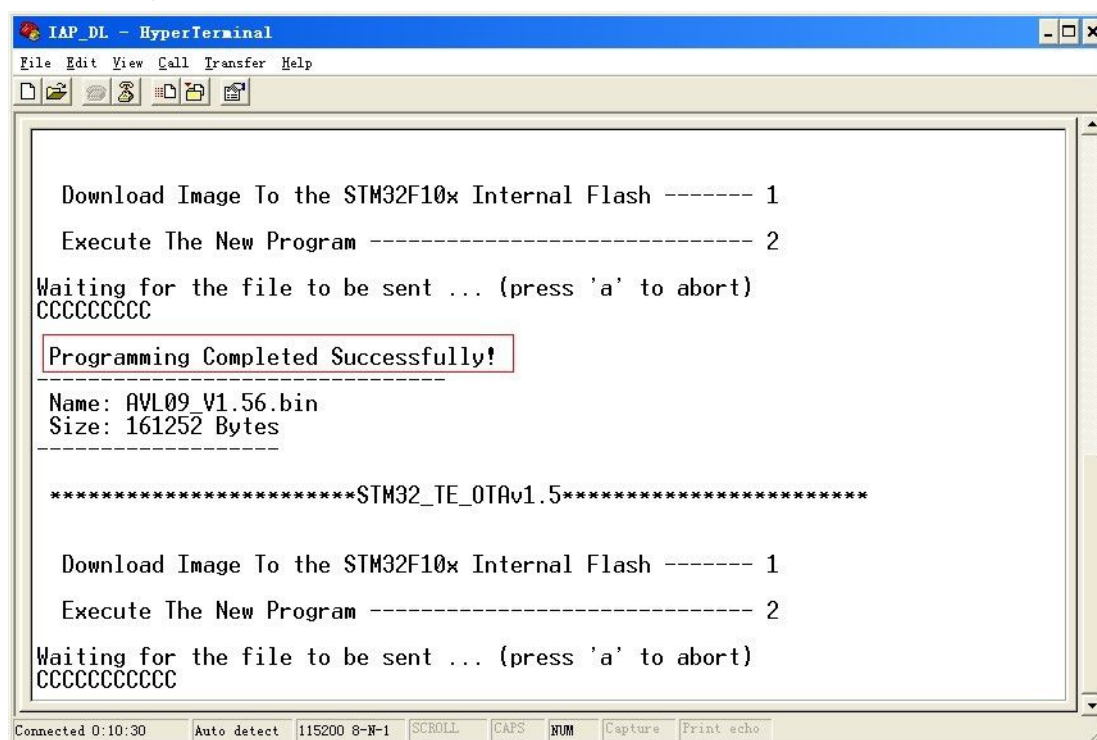 IAP_DL - HyperTerminal
File Edit View Call Transfer Help
Download Image To the STM32F10x Internal Flash ------- 1
Execute The New Program ------------------------------ 2
Waiting for the file to be sent ... (press 'a' to abort)
CCCCCCCCC
Programming Completed Successfully!
--------------------------------
Name: AVL09_V1.56.bin
Size: 161252 Bytes
-------------------
************************STM32_TE_OTAv1.5************************
Download Image To the STM32F10x Internal Flash ------- 1
Execute The New Program ------------------------------ 2
Waiting for the file to be sent ... (press 'a' to abort)
CCCCCCCCCCC
Connected 0:10:30 Auto detect 115200 8-N-1 SCROLL CAPS NUM Capture Print echo